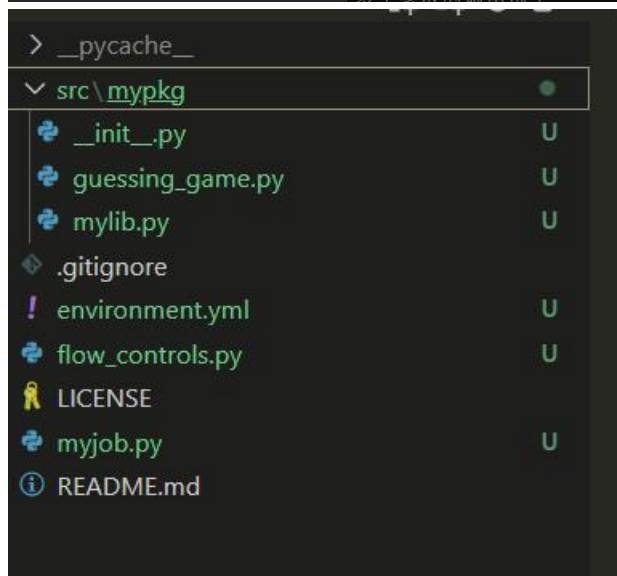 __pycache__
src\mypkg
__init__.py U
guessing_game.py U
mylib.py U
.gitignore
! environment.yml U
flow_controls.py U
LICENSE
myjob.py U
README.md